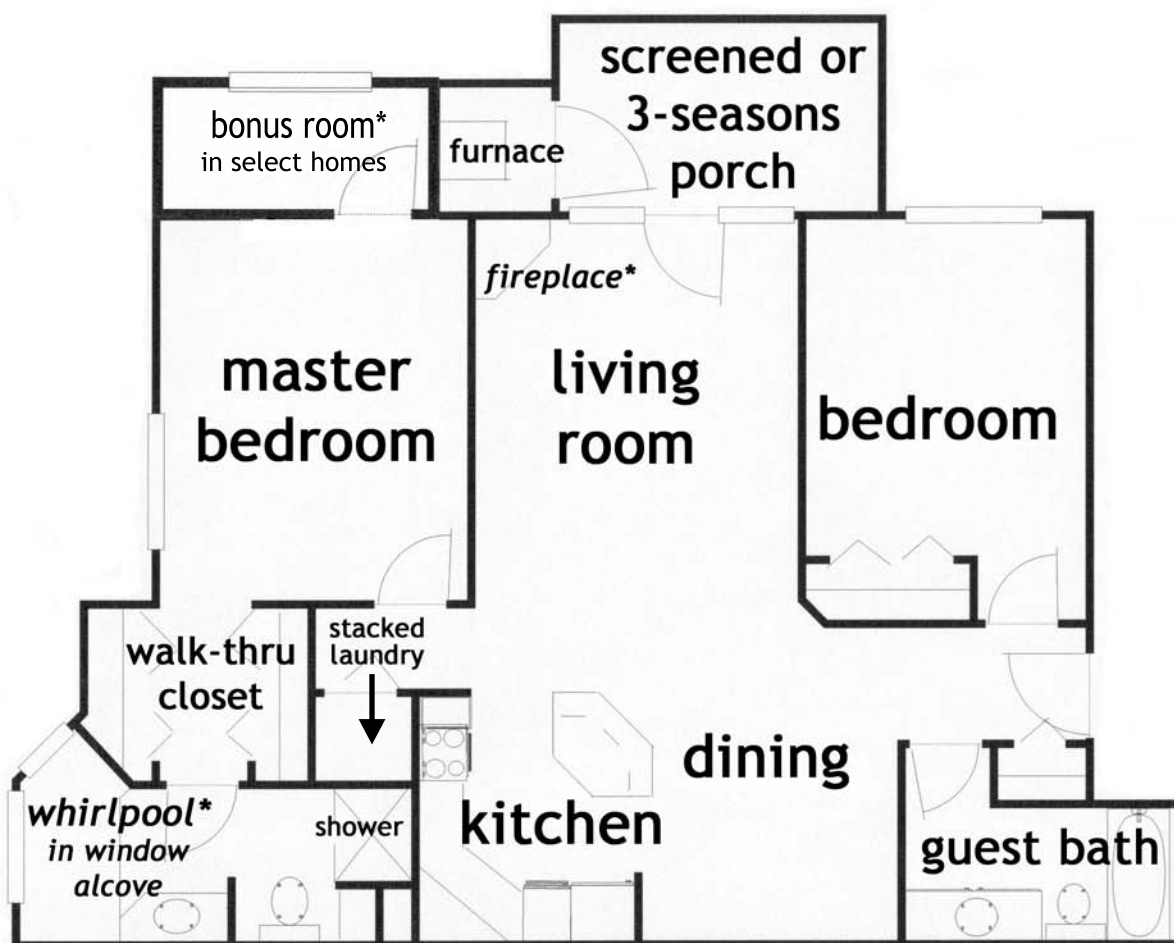 screened or
3-seasons
porch
bonus room*
in select homes
furnace
fireplace*
master
bedroom
living
room
bedroom
stacked
laundry
walk-thru
closet
dining
whirlpool*
in window
alcove
shower
kitchen
guest bath